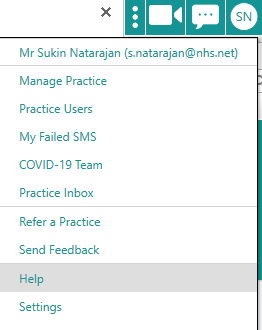 SN
Mr Sukin Natarajan (s.natarajan@nhs.net)
Manage Practice
Practice Users
My Failed SMS
COVID-19 Team
Practice Inbox
Refer a Practice
Send Feedback
Help
Settings